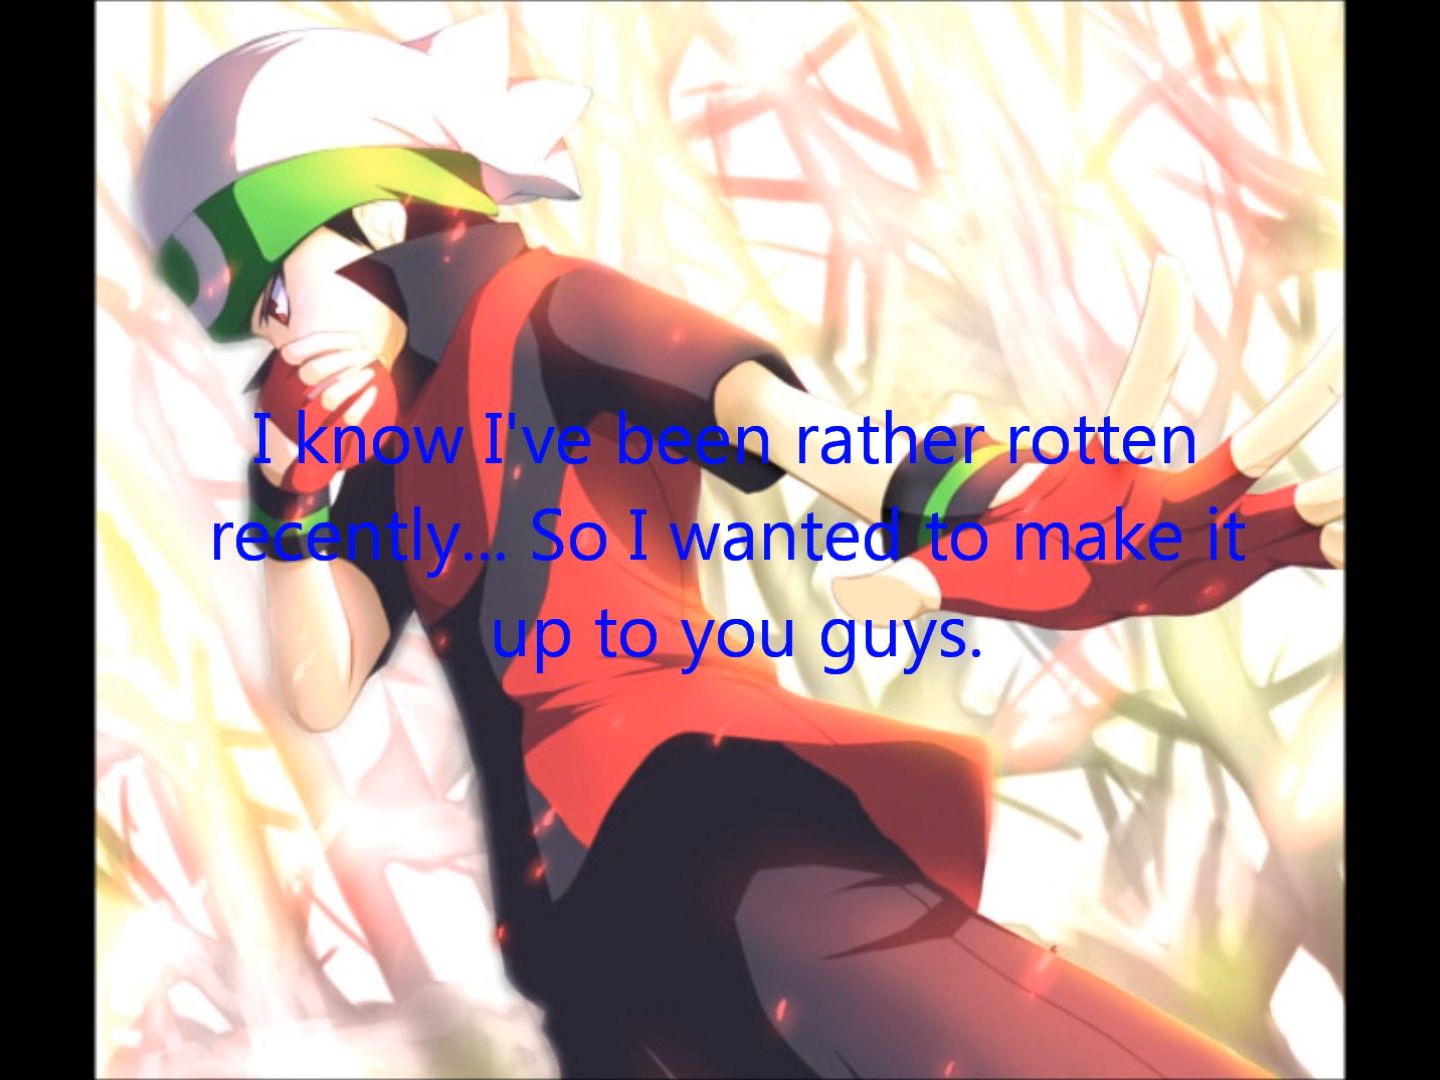 I know I've been rather rotten
recently... So I wanted to make it
up to you guys.